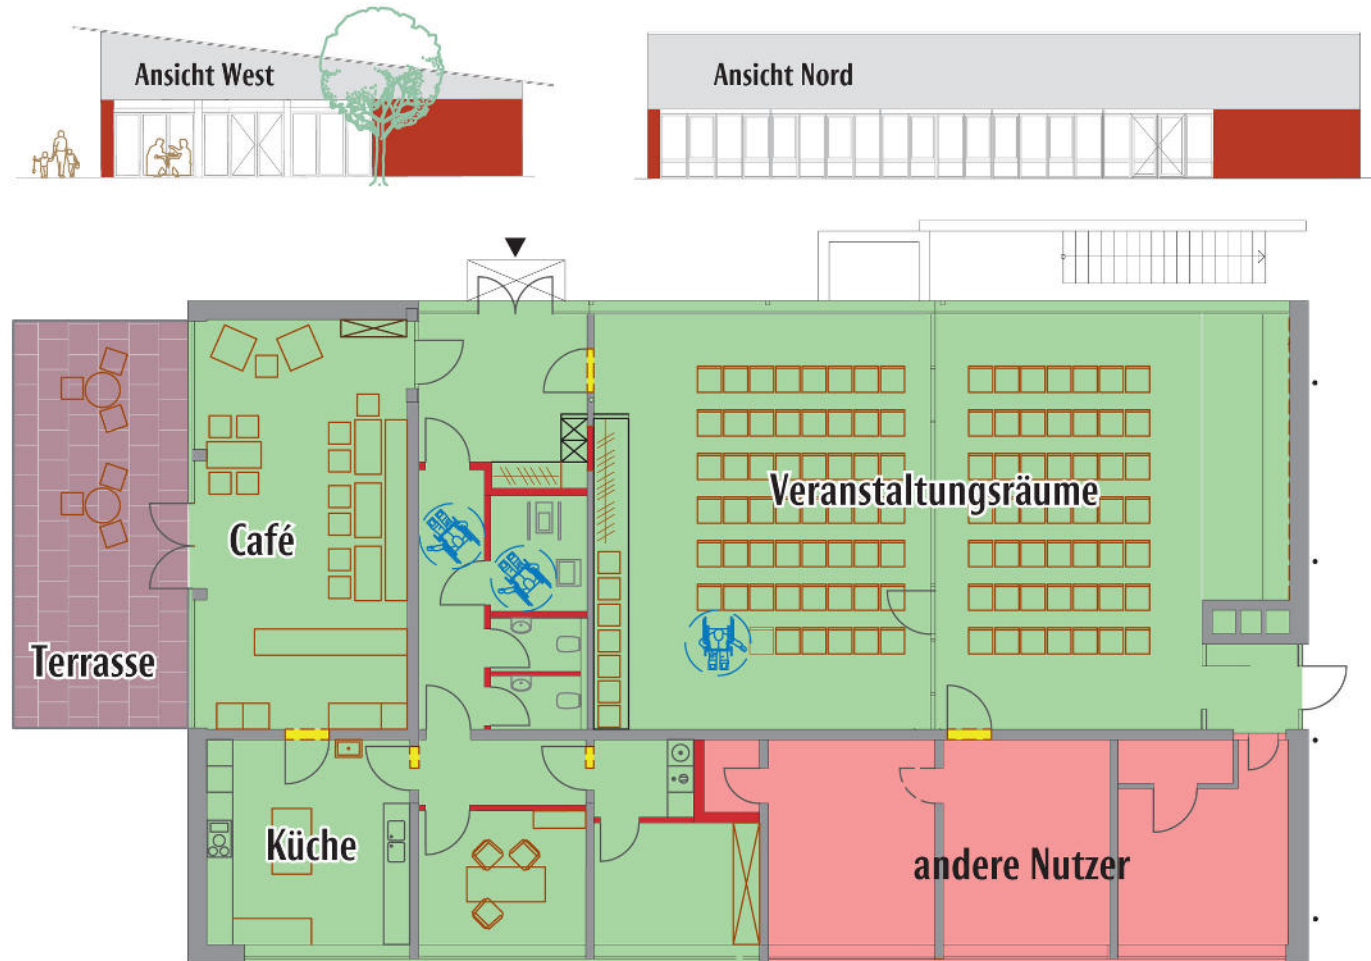 Ansicht West
Ansicht Nord
Veranstaltungsräume
Café
Terrasse
Küche
andere Nutzer